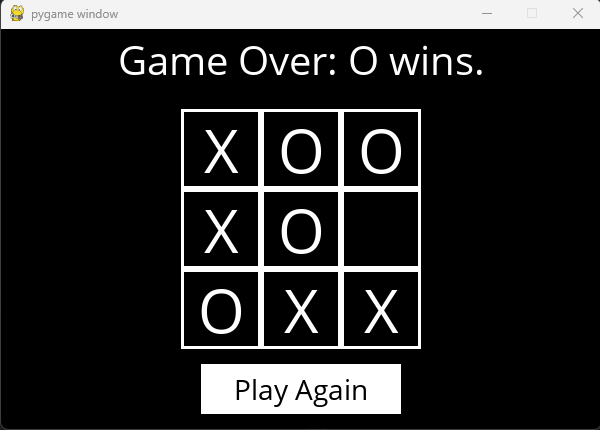 pygame window
Game Over: O wins.
X O O
X O
O X X
Play Again